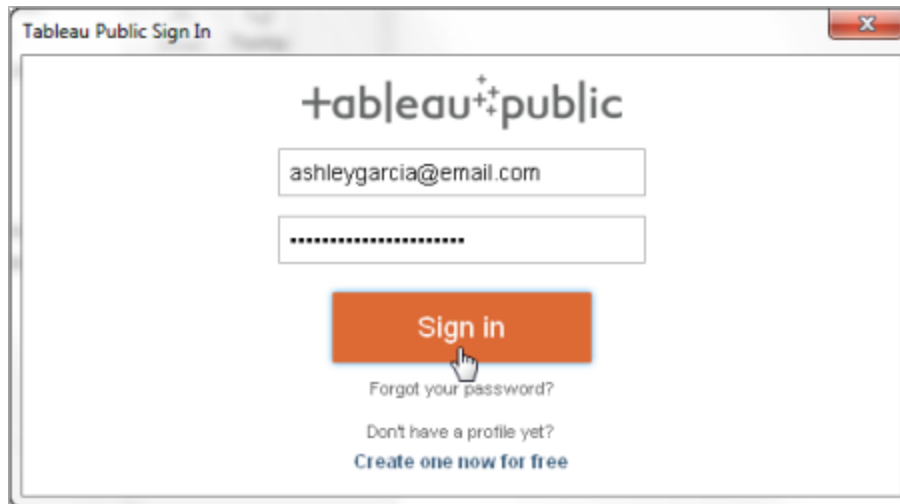 Tableau Public Sign In
+ableau public
ashleygarcia@email.com
Sign in
Forgot your password?
Don't have a profile yet?
Create one now for free